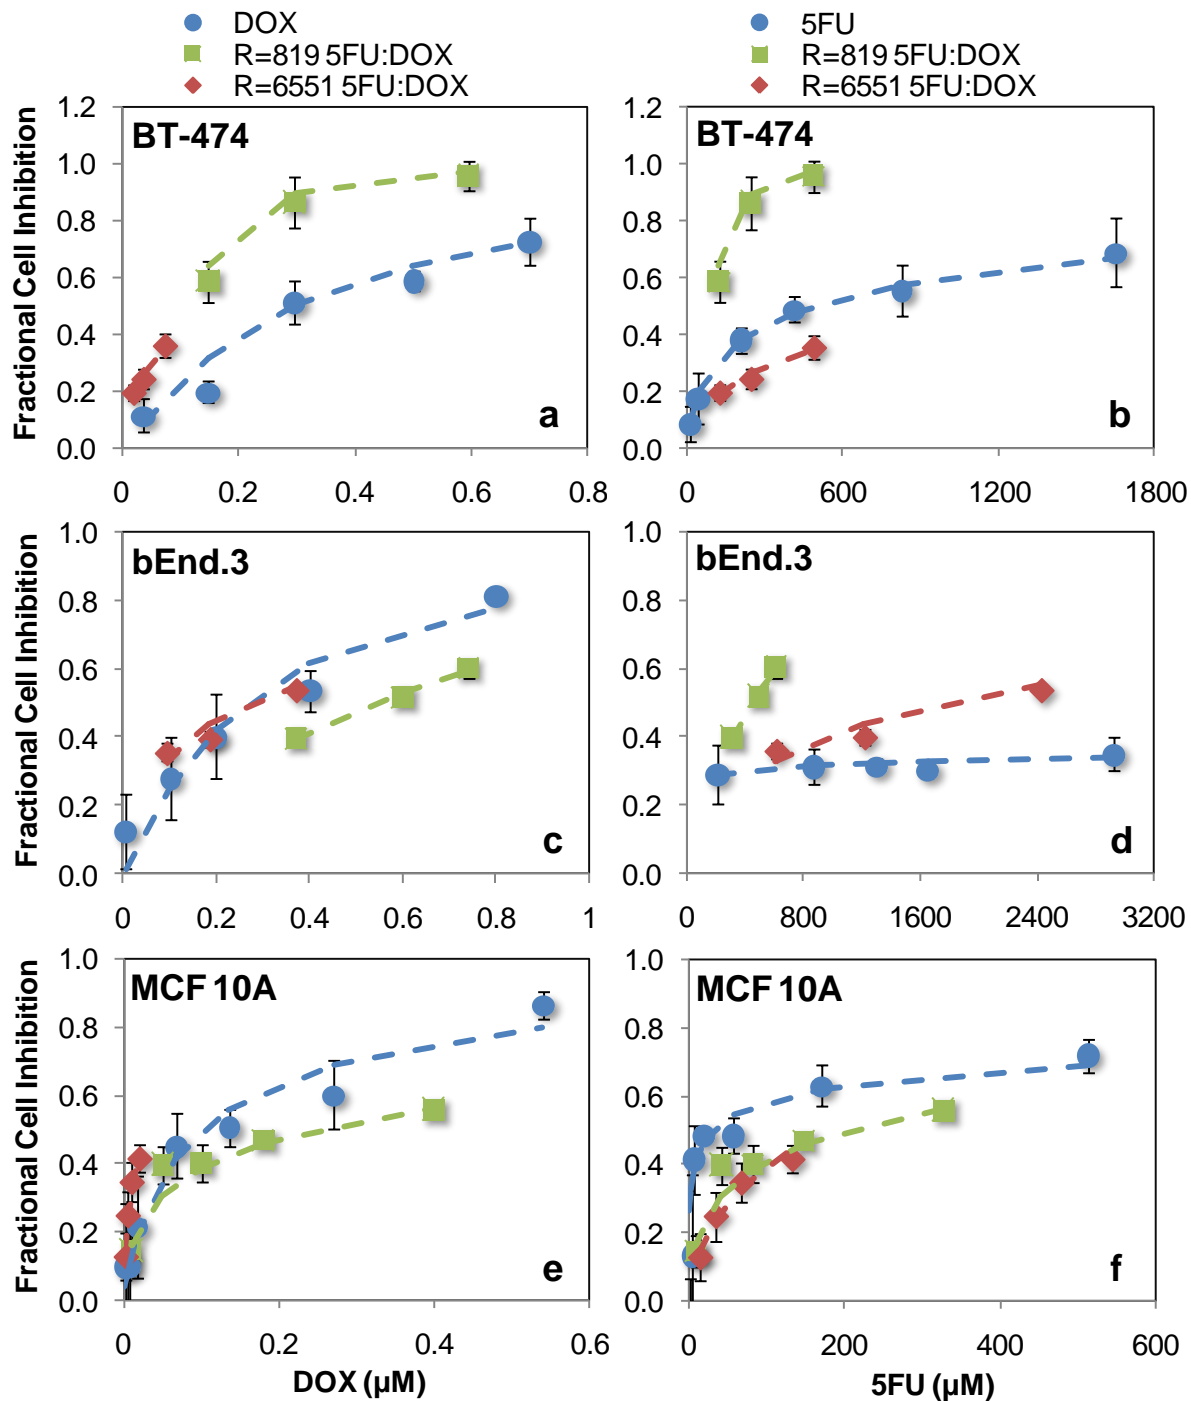 DOX
R=819 5FU:DOX
R=6551 5FU:DOX
5FU
R=819 5FU:DOX
R=6551 5FU:DOX
Fractional Cell Inhibition
1.2
1.0
0.8
0.6
0.4
0.2
0.0
BT-474
a
0 0.2 0.4 0.6 0.8
1.2
1.0
0.8
0.6
0.4
0.2
0.0
BT-474
b
0 600 1200 1800
Fractional Cell Inhibition
1.0
0.8
0.6
0.4
0.2
0.0
bEnd.3
c
0 0.2 0.4 0.6 0.8 1
1.0
0.8
0.6
0.4
0.2
0.0
bEnd.3
d
0 800 1600 2400 3200
Fractional Cell Inhibition
1.0
0.8
0.6
0.4
0.2
0.0
MCF 10A
e
0 0.2 0.4 0.6
DOX (µM)
1.0
0.8
0.6
0.4
0.2
0.0
MCF 10A
f
0 200 400 600
5FU (µM)